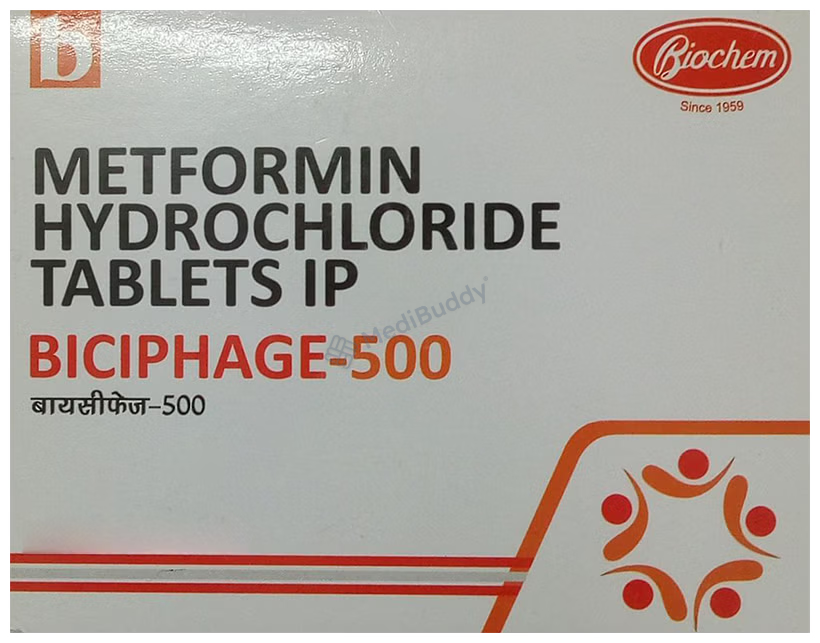 b
Biochem
Since 1959
METFORMIN
HYDROCHLORIDE
TABLETS IP
MediBuddy
BICIPHAGE-500
बायसीफेज-500